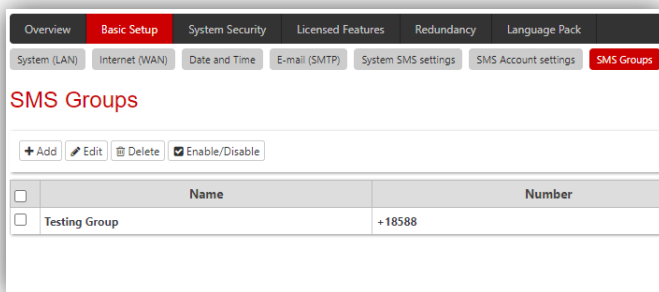 Overview Basic Setup System Security Licensed Features Redundancy Language Pack
System (LAN) Internet (WAN) Date and Time E-mail (SMTP) System SMS settings SMS Account settings SMS Groups
SMS Groups
Add Edit Delete Enable/Disable
Name Number
Testing Group +18588